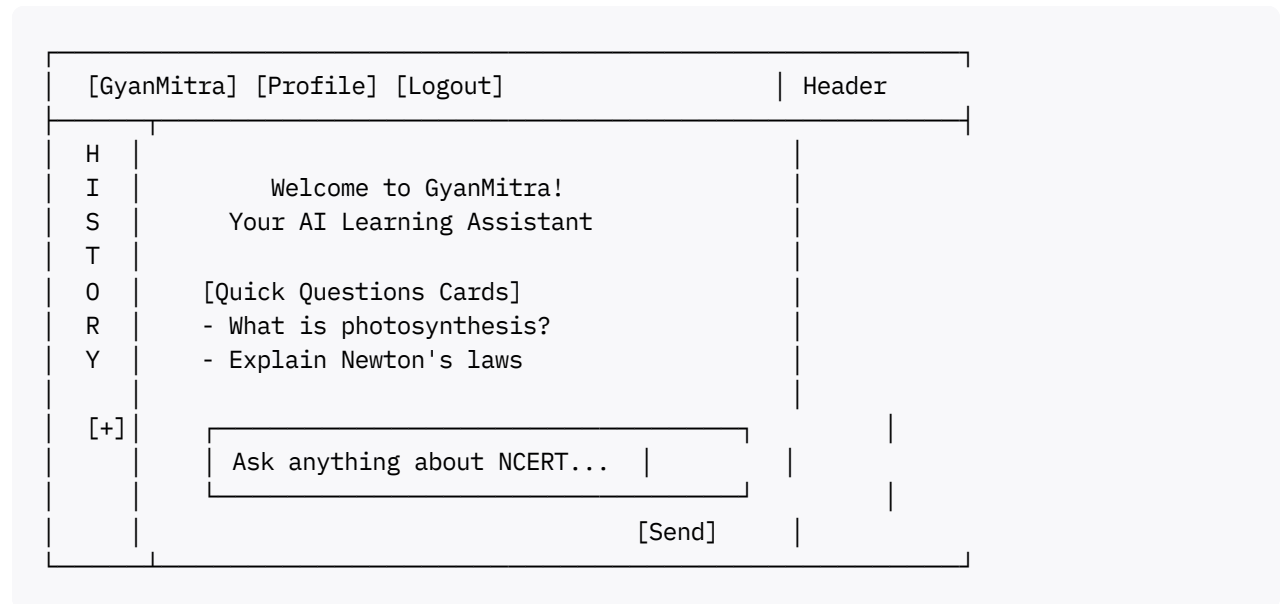 [GyanMitra] [Profile] [Logout] | Header
H
I Welcome to GyanMitra!
S Your AI Learning Assistant
T
O [Quick Questions Cards]
R - What is photosynthesis?
Y - Explain Newton's laws
[+]
Ask anything about NCERT...
[Send]